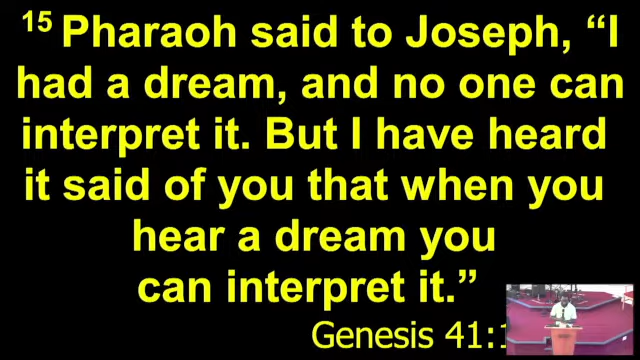 15 Pharaoh said to Joseph, “I
had a dream, and no one can
interpret it. But I have heard
it said of you that when you
hear a dream you
can interpret it.”
Genesis 41:1